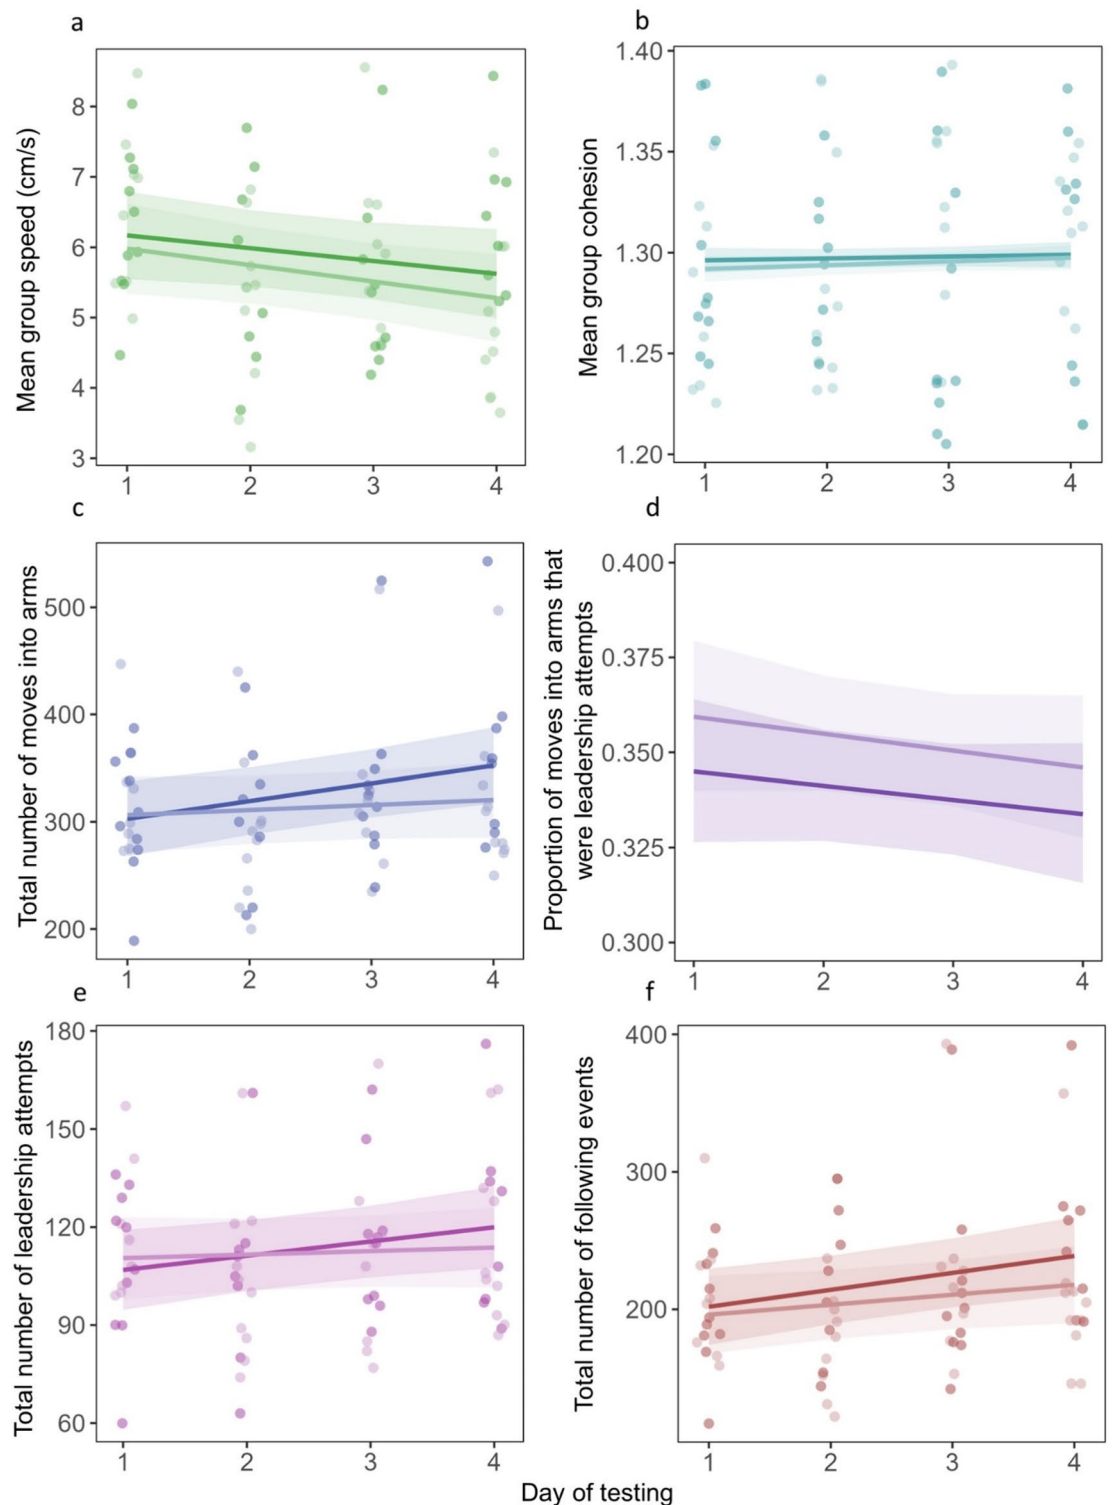 a
b
Mean group speed (cm/s)
8
7
6
5
4
3
1 2 3 4
Mean group cohesion
1.40
1.35
1.30
1.25
1.20
1 2 3 4
c
d
Total number of moves into arms
500
400
300
200
1 2 3 4
Proportion of moves into arms that
were leadership attempts
0.400
0.375
0.350
0.325
0.300
1 2 3 4
e
f
Total number of leadership attempts
180
150
120
90
60
1 2 3 4
Total number of following events
400
300
200
1 2 3 4
Day of testing